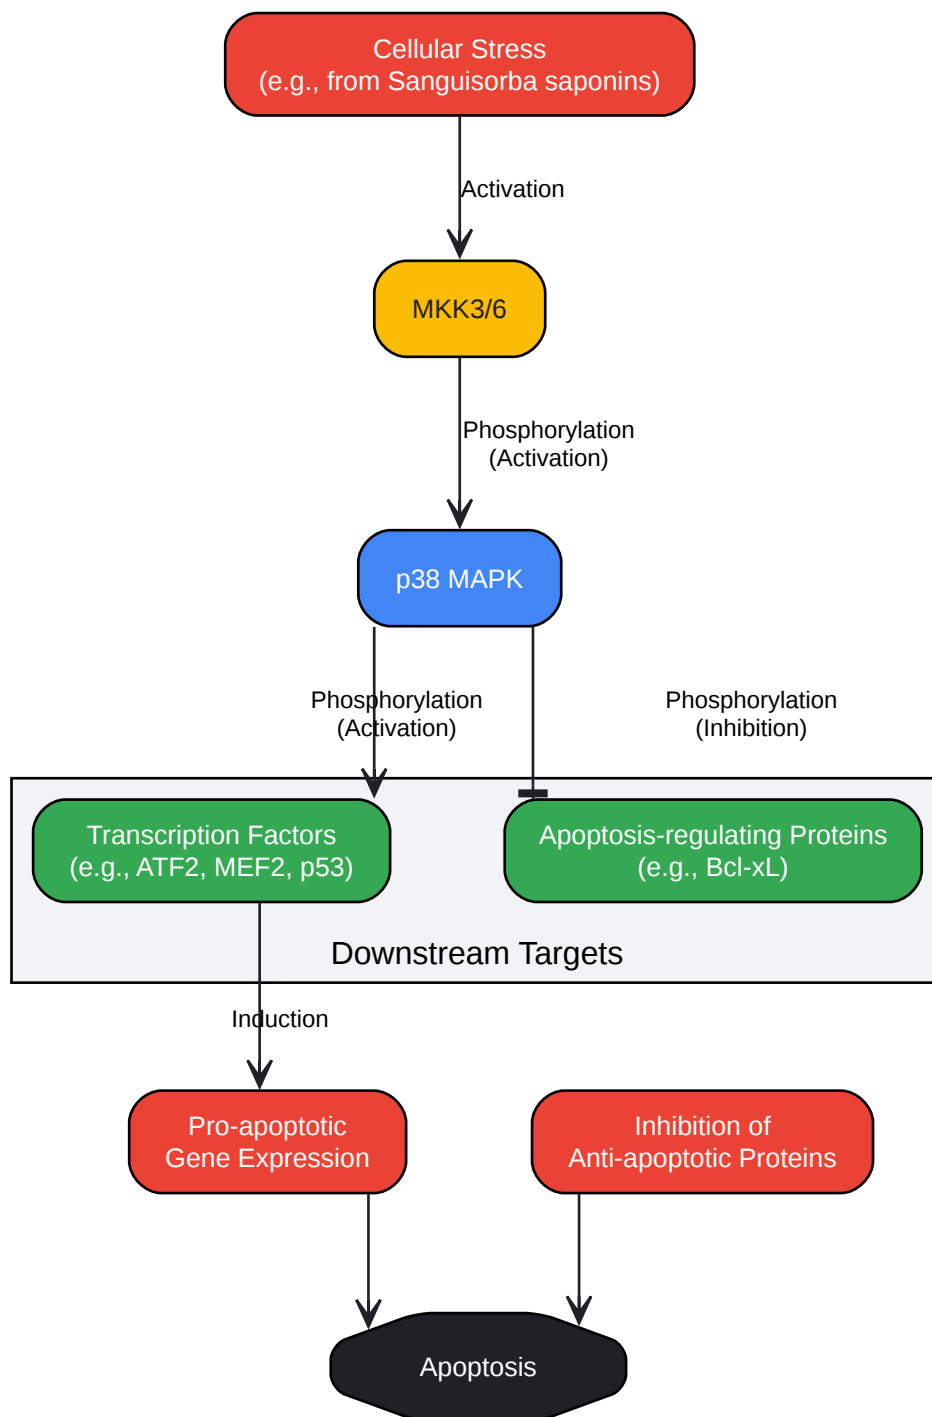 Cellular Stress
(e.g., from Sanguisorba saponins)
Activation
MKK3/6
Phosphorylation
(Activation)
p38 MAPK
Phosphorylation
(Activation)
Phosphorylation
(Inhibition)
Transcription Factors
(e.g., ATF2, MEF2, p53)
Apoptosis-regulating Proteins
(e.g., Bcl-xL)
Downstream Targets
Induction
Pro-apoptotic
Gene Expression
Inhibition of
Anti-apoptotic Proteins
Apoptosis